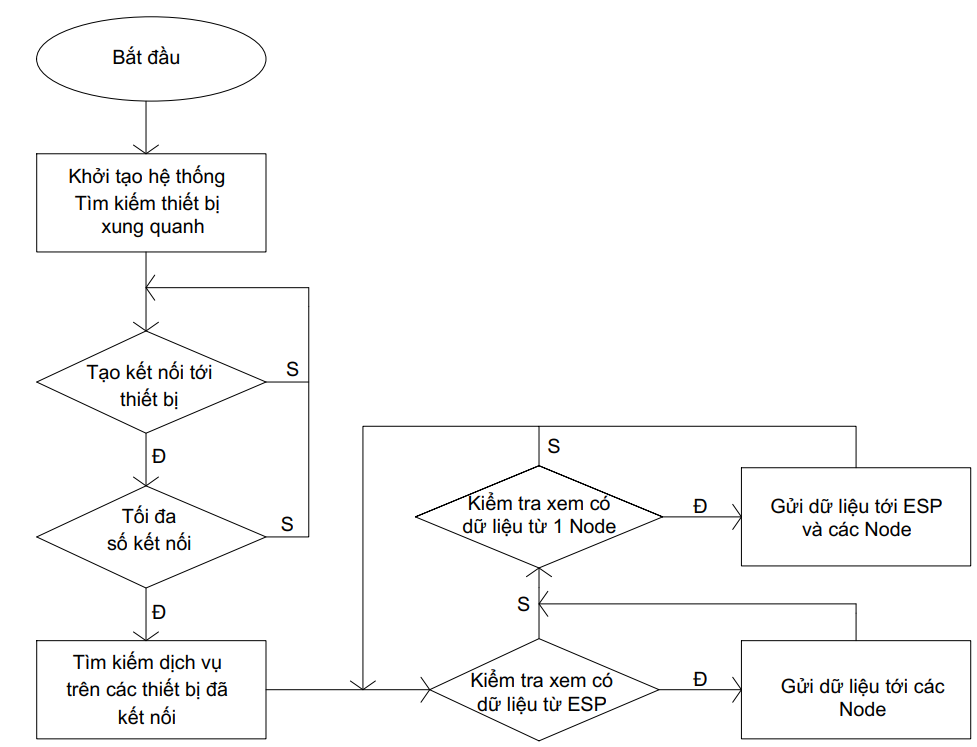 Bắt đầu
Khởi tạo hệ thống
Tìm kiếm thiết bị
xung quanh
Tạo kết nối tới
thiết bị
S
Đ
Tối đa
số kết nối
S
Đ
Tìm kiếm dịch vụ
trên các thiết bị đã
kết nối
S
Kiểm tra xem có
dữ liệu từ 1 Node
Đ
Gửi dữ liệu tới ESP
và các Node
S
Kiểm tra xem có
dữ liệu từ ESP
Đ
Gửi dữ liệu tới các
Node